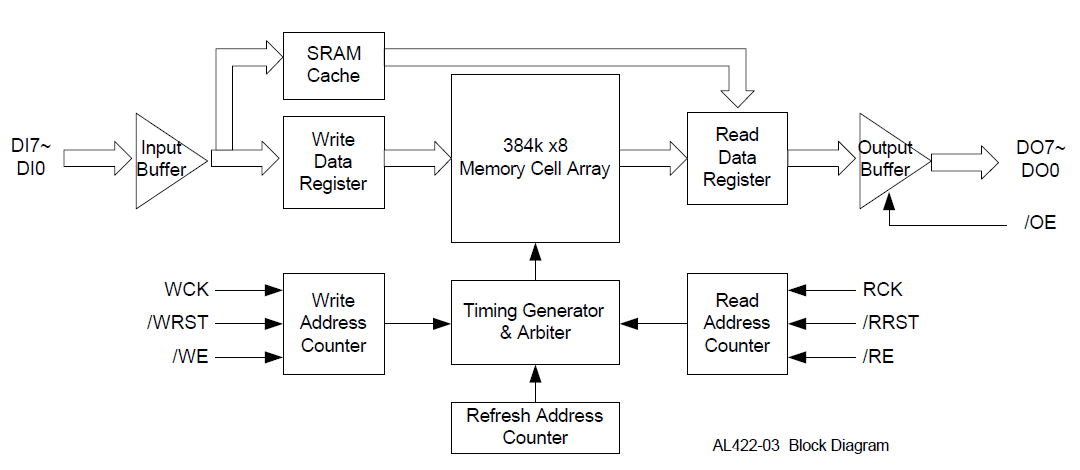 SRAM
Cache
DI7~
DI0
Input
Buffer
Write
Data
Register
384k x8
Memory Cell Array
Read
Data
Register
Output
Buffer
DO7~
DO0
/OE
WCK
/WRST
/WE
Write
Address
Counter
Timing Generator
& Arbiter
Read
Address
Counter
RCK
/RRST
/RE
Refresh Address
Counter
AL422-03 Block Diagram